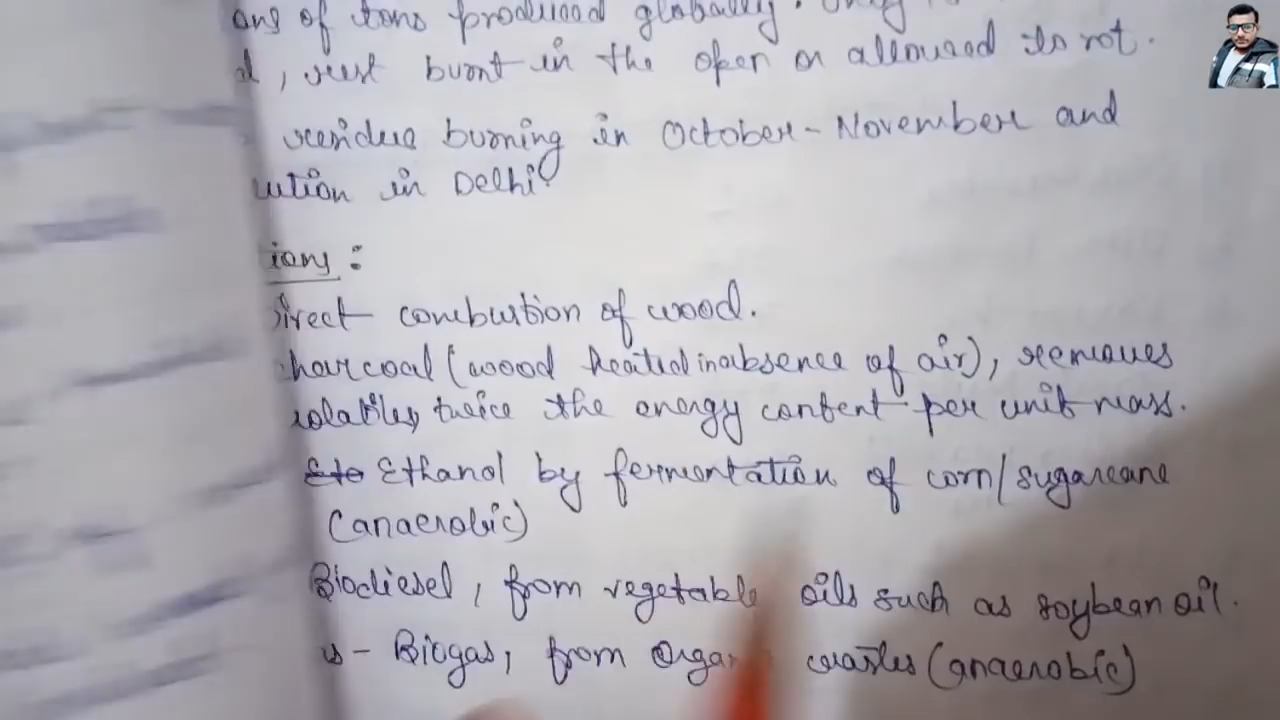 ons of tons produced globally. Only
d, rest burnt in the open or allowed to rot.
residue burning in October-November and
ution in Delhi?
ions :
Direct combustion of wood.
charcoal (wood heated in absence of air), removes
volatiles, twice the energy content per unit mass.
Ethanol by fermentation of corn/sugarcane
(anaerobic)
Biodiesel, from vegetable oils such as soybean oil.
s - Biogas, from wastes (anaerobic)